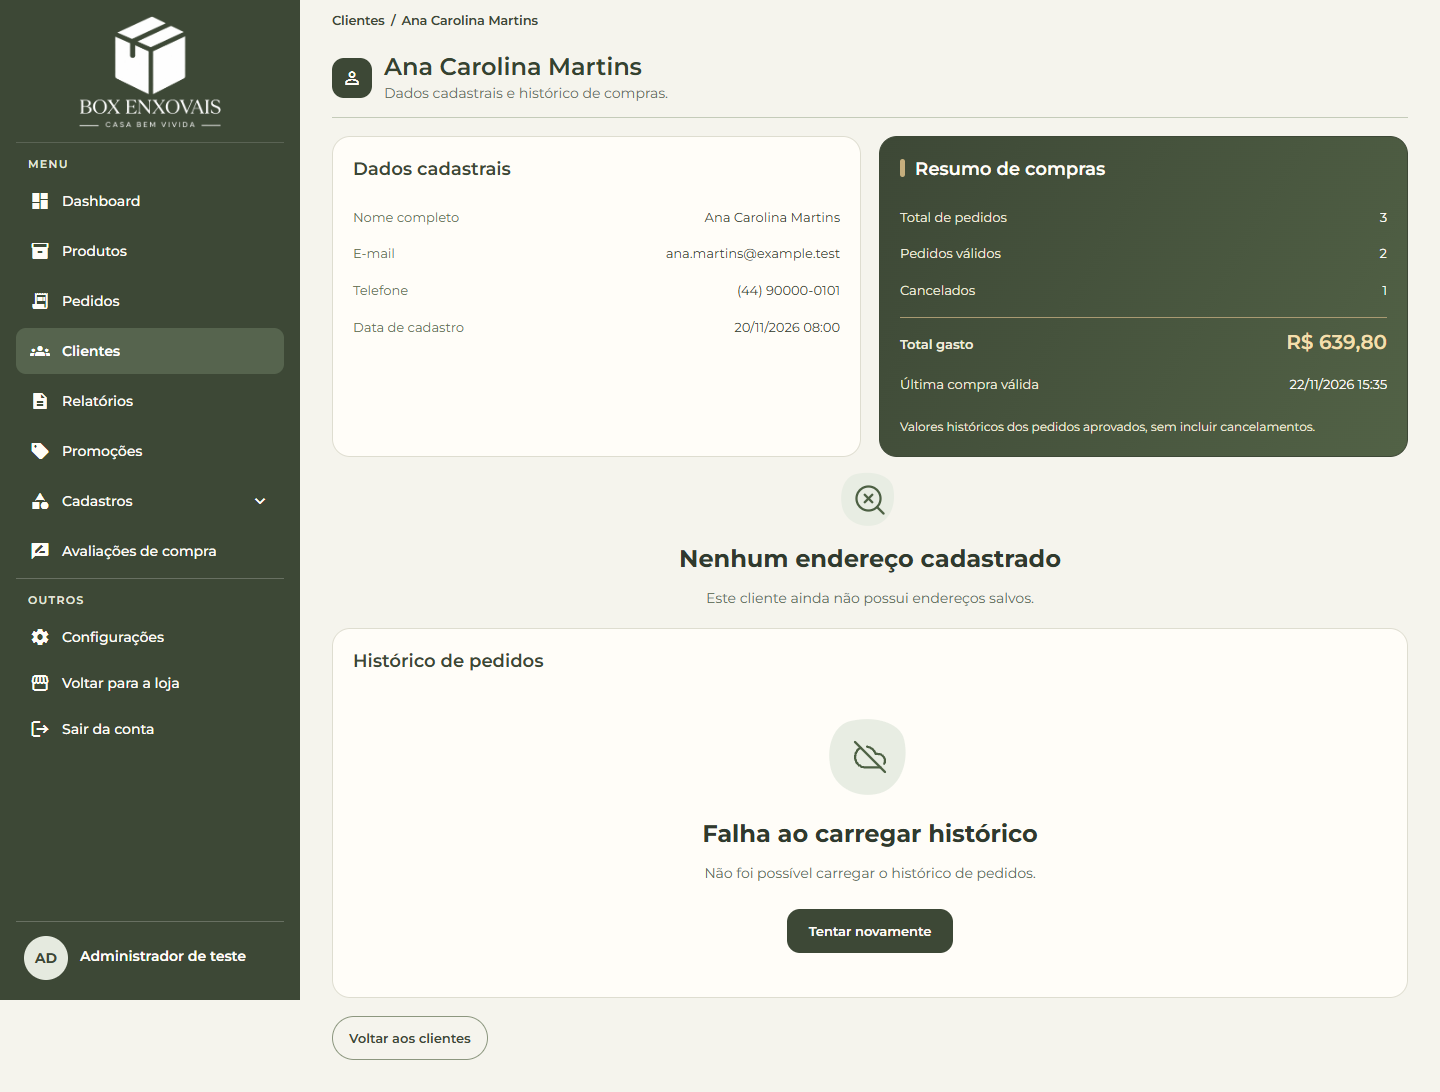 BOX ENXOVAIS
CASA BEM VIVIDA
MENU
Dashboard
Produtos
Pedidos
Clientes
Relatórios
Promoções
Cadastros
Avaliações de compra
OUTROS
Configurações
Voltar para a loja
Sair da conta
AD
Administrador de teste
Clientes / Ana Carolina Martins
Ana Carolina Martins
Dados cadastrais e histórico de compras.
Dados cadastrais
Nome completo Ana Carolina Martins
E-mail ana.martins@example.test
Telefone (44) 90000-0101
Data de cadastro 20/11/2026 08:00
Resumo de compras
Total de pedidos 3
Pedidos válidos 2
Cancelados 1
Total gasto R$ 639,80
Última compra válida 22/11/2026 15:35
Valores históricos dos pedidos aprovados, sem incluir cancelamentos.
Nenhum endereço cadastrado
Este cliente ainda não possui endereços salvos.
Histórico de pedidos
Falha ao carregar histórico
Não foi possível carregar o histórico de pedidos.
Tentar novamente
Voltar aos clientes